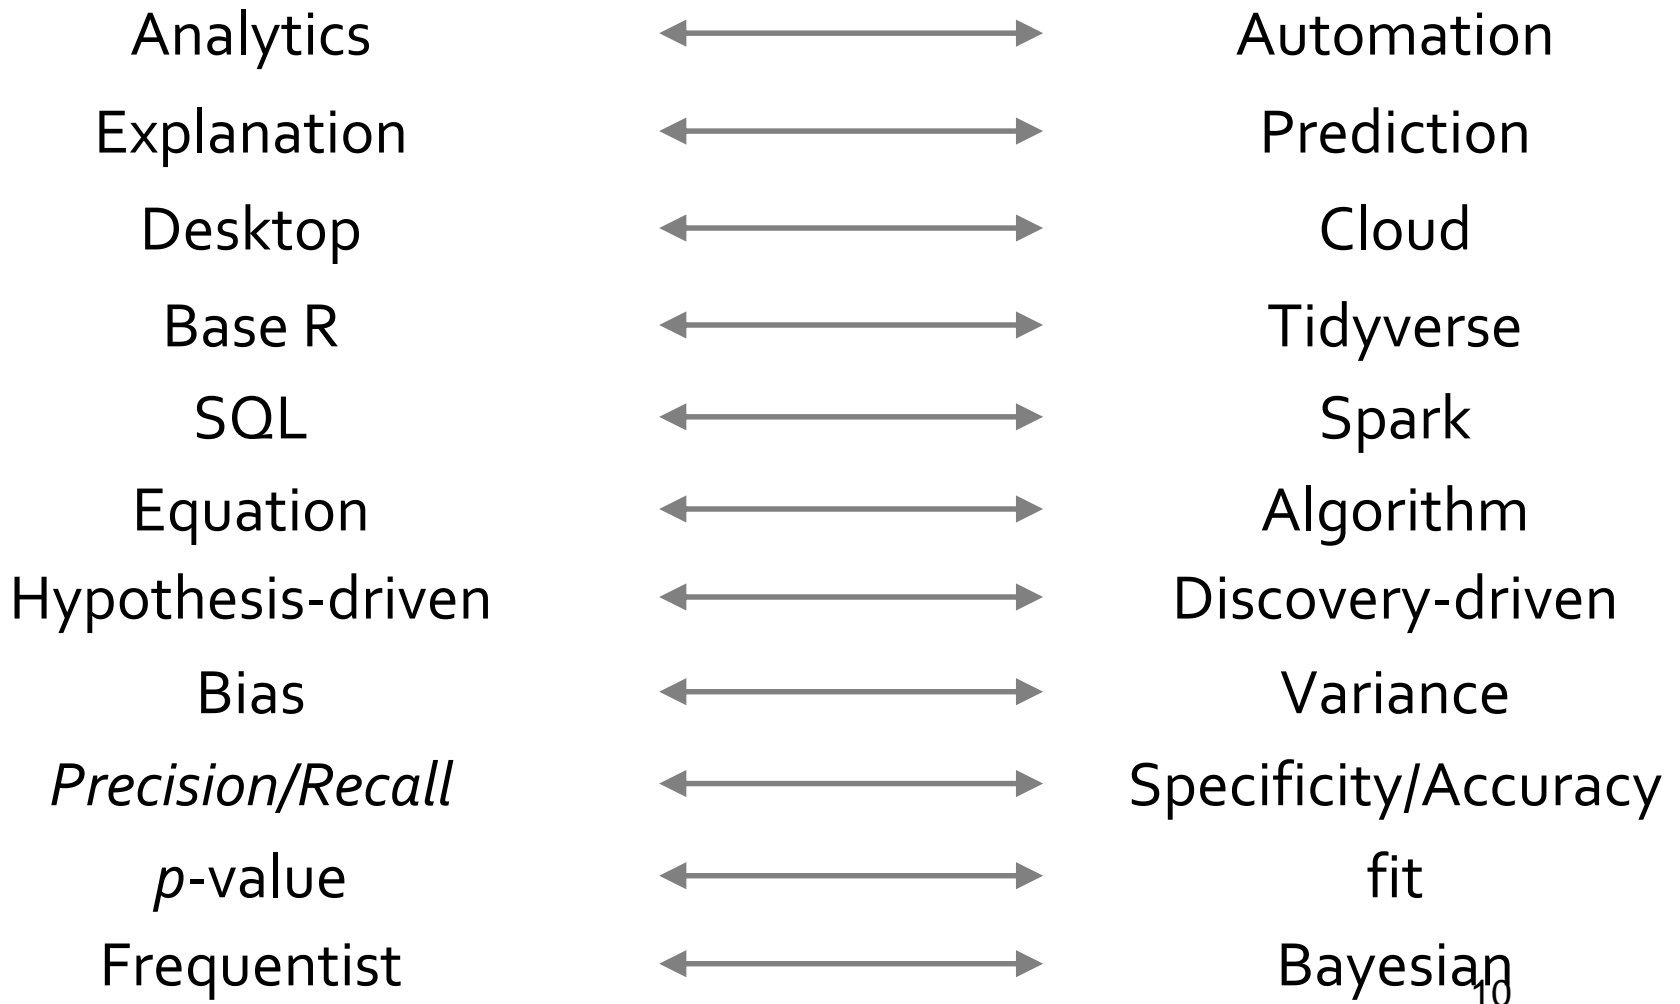 Analytics Automation
Explanation Prediction
Desktop Cloud
Base R Tidyverse
SQL Spark
Equation Algorithm
Hypothesis-driven Discovery-driven
Bias Variance
Precision/Recall Specificity/Accuracy
p-value fit
Frequentist Bayesian
10